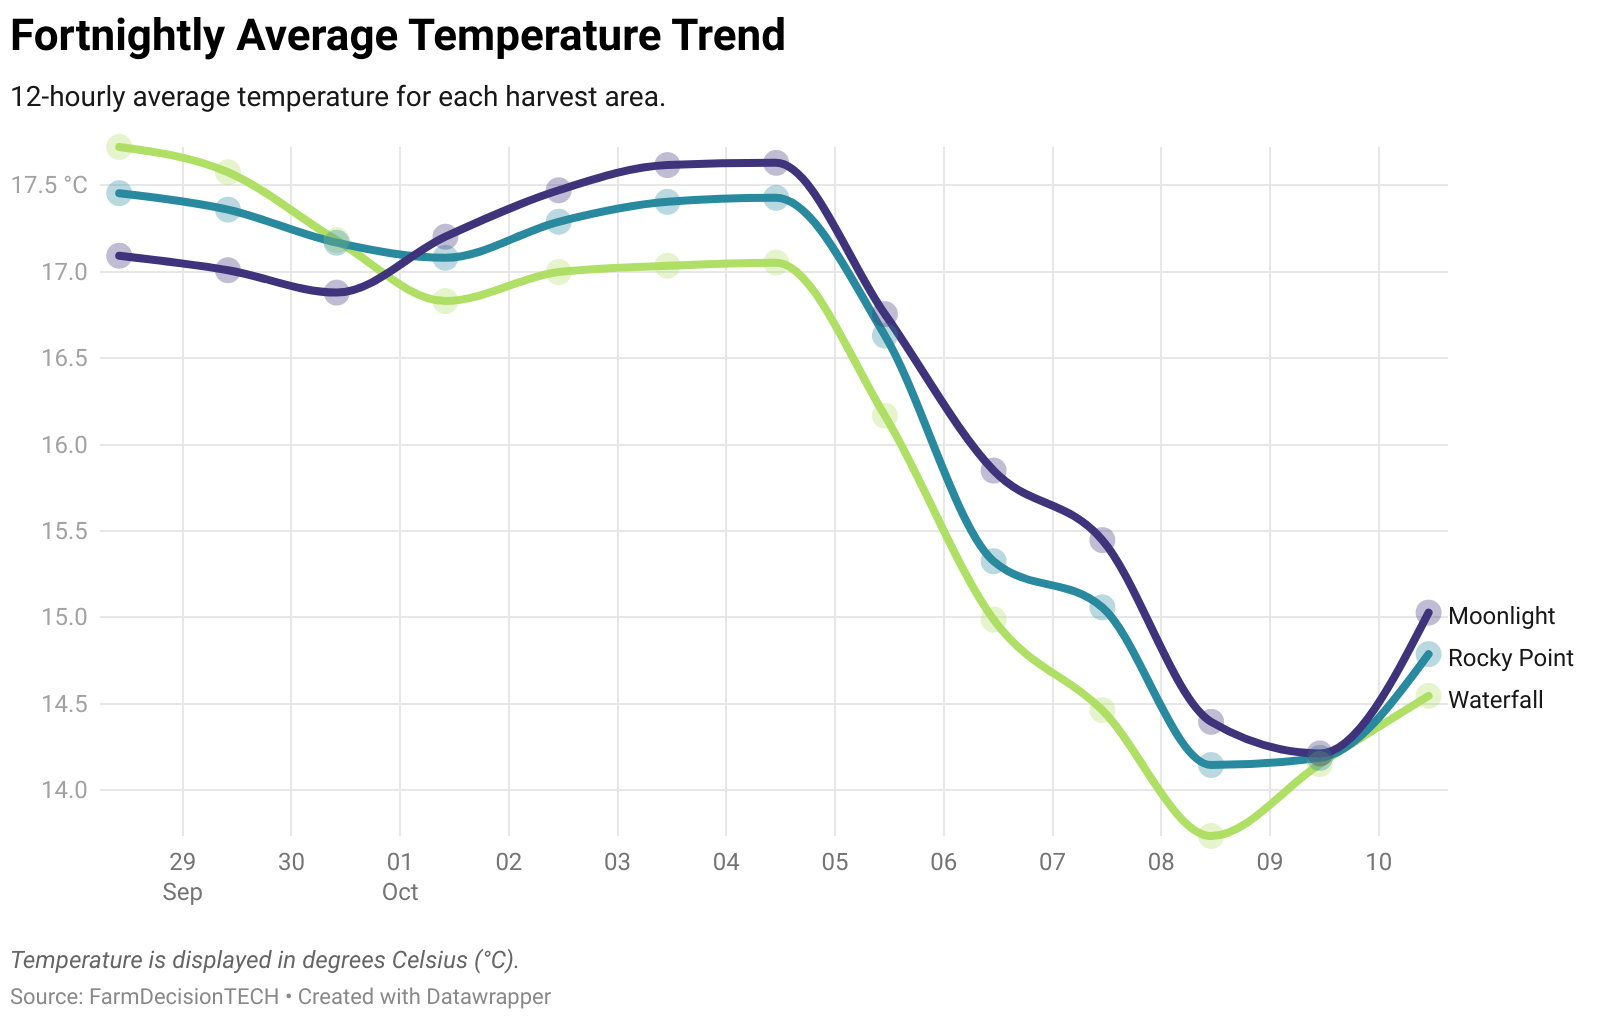 Fortnightly Average Temperature Trend
12-hourly average temperature for each harvest area.
17.5 °C
17.0
16.5
16.0
15.5
15.0
14.5
14.0
Moonlight
Rocky Point
Waterfall
29 30 01 02 03 04 05 06 07 08 09 10
Sep Oct
Temperature is displayed in degrees Celsius (°C).
Source: FarmDecisionTECH • Created with Datawrapper